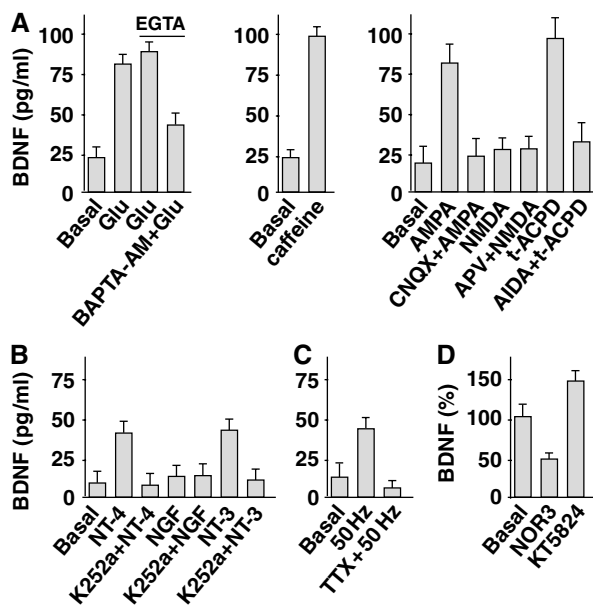 A
EGTA
BDNF (pg/ml)
100
75
50
25
0
Basal
Glu
Glu
BAPTA-AM+Glu
100
75
50
25
0
Basal
caffeine
100
75
50
25
0
Basal
AMPA
CNQX+AMPA
NMDA
APV+NMDA
t-ACPD
AIDA+t-ACPD
B
BDNF (pg/ml)
75
50
25
0
Basal
NT-4
K252a+NT-4
NGF
K252a+NGF
NT-3
K252a+NT-3
C
75
50
25
0
Basal
50 Hz
TTX+50 Hz
D
BDNF (%)
150
100
50
0
Basal
NOR3
KT5824